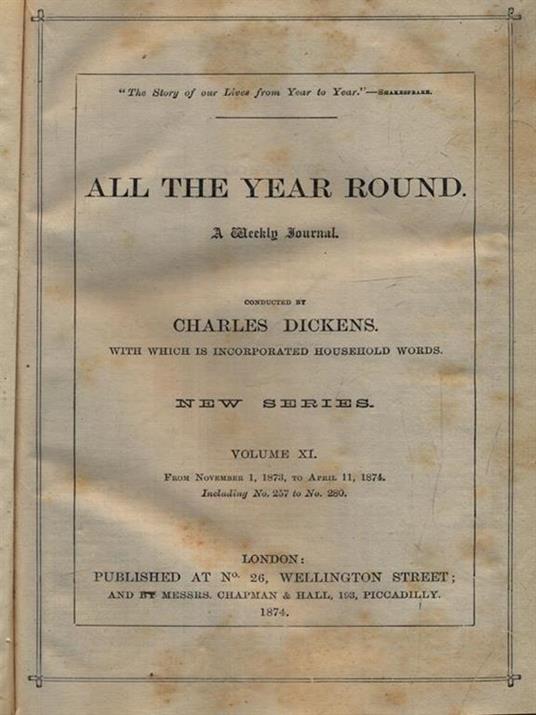 "The Story of our Lives from Year to Year."—SHAKESPEARE.
ALL THE YEAR ROUND.
A Weekly Journal.
CONDUCTED BY
CHARLES DICKENS.
WITH WHICH IS INCORPORATED HOUSEHOLD WORDS.
NEW SERIES.
VOLUME XI.
FROM NOVEMBER 1, 1873, TO APRIL 11, 1874.
Including No. 257 to No. 280.
LONDON:
PUBLISHED AT No. 26, WELLINGTON STREET;
AND BY MESSRS. CHAPMAN & HALL, 193, PICCADILLY.
1874.